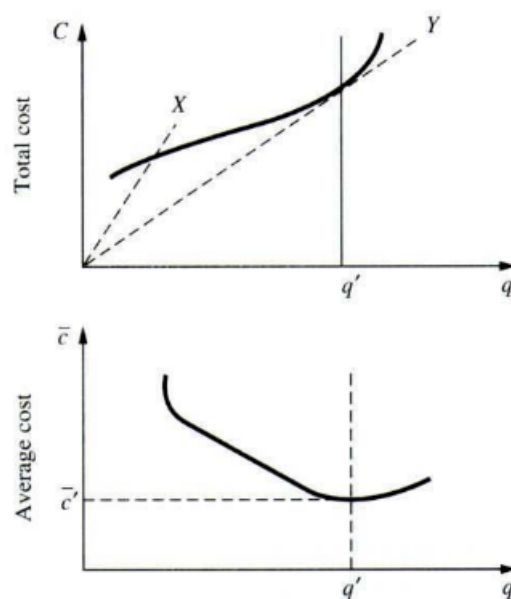 C
Y
X
Total cost
q'
q
c̄
Average cost
c̄'
q'
q